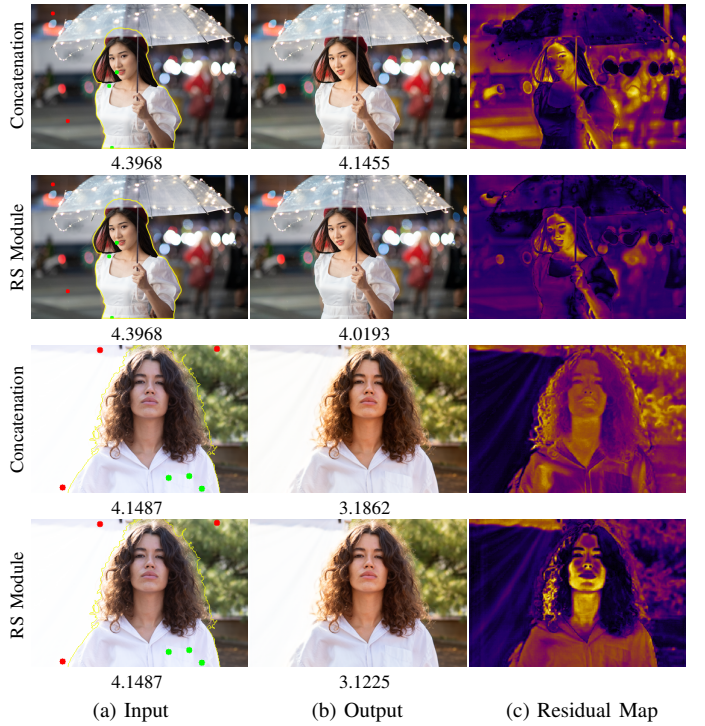 Concatenation
4.3968 4.1455
RS Module
4.3968 4.0193
Concatenation
4.1487 3.1862
RS Module
4.1487 3.1225
(a) Input (b) Output (c) Residual Map